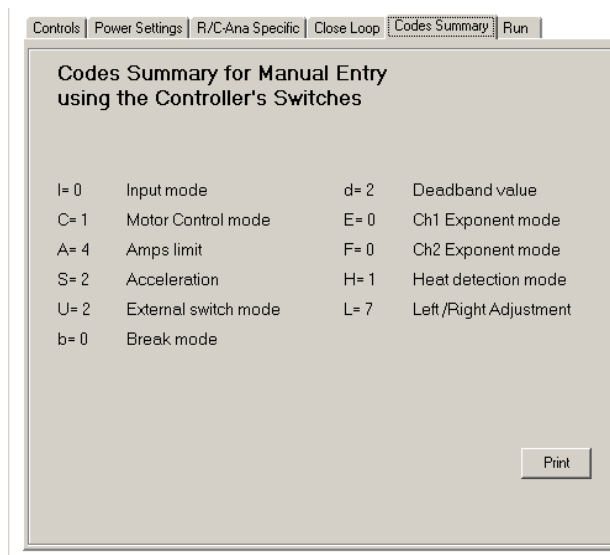 Controls Power Settings R/C-Ana Specific Close Loop Codes Summary Run
Codes Summary for Manual Entry
using the Controller's Switches
I= 0 Input mode d= 2 Deadband value
C= 1 Motor Control mode E= 0 Ch1 Exponent mode
A= 4 Amps limit F= 0 Ch2 Exponent mode
S= 2 Acceleration H= 1 Heat detection mode
U= 2 External switch mode L= 7 Left/Right Adjustment
b= 0 Break mode
Print